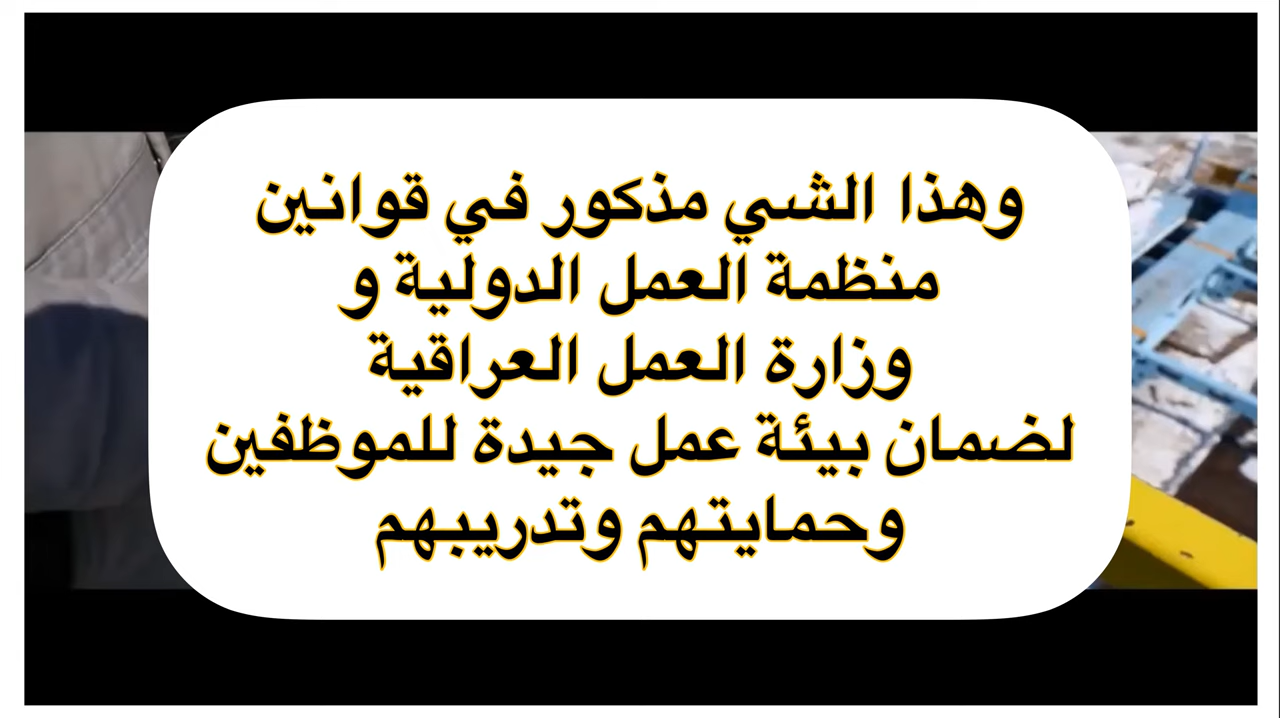 وهذا الشي مذكور في قوانين
منظمة العمل الدولية و
وزارة العمل العراقية
لضمان بيئة عمل جيدة للموظفين
وحمايتهم وتدريبهم